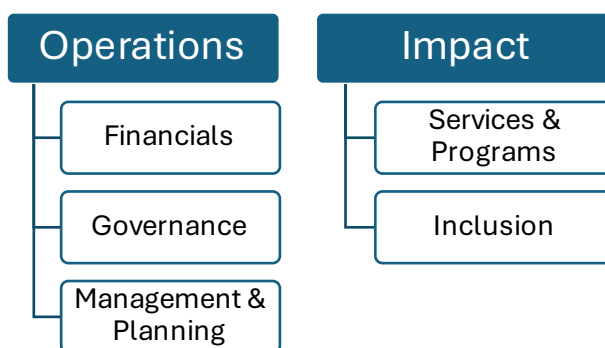 Operations
Financials
Governance
Management &
Planning
Impact
Services &
Programs
Inclusion